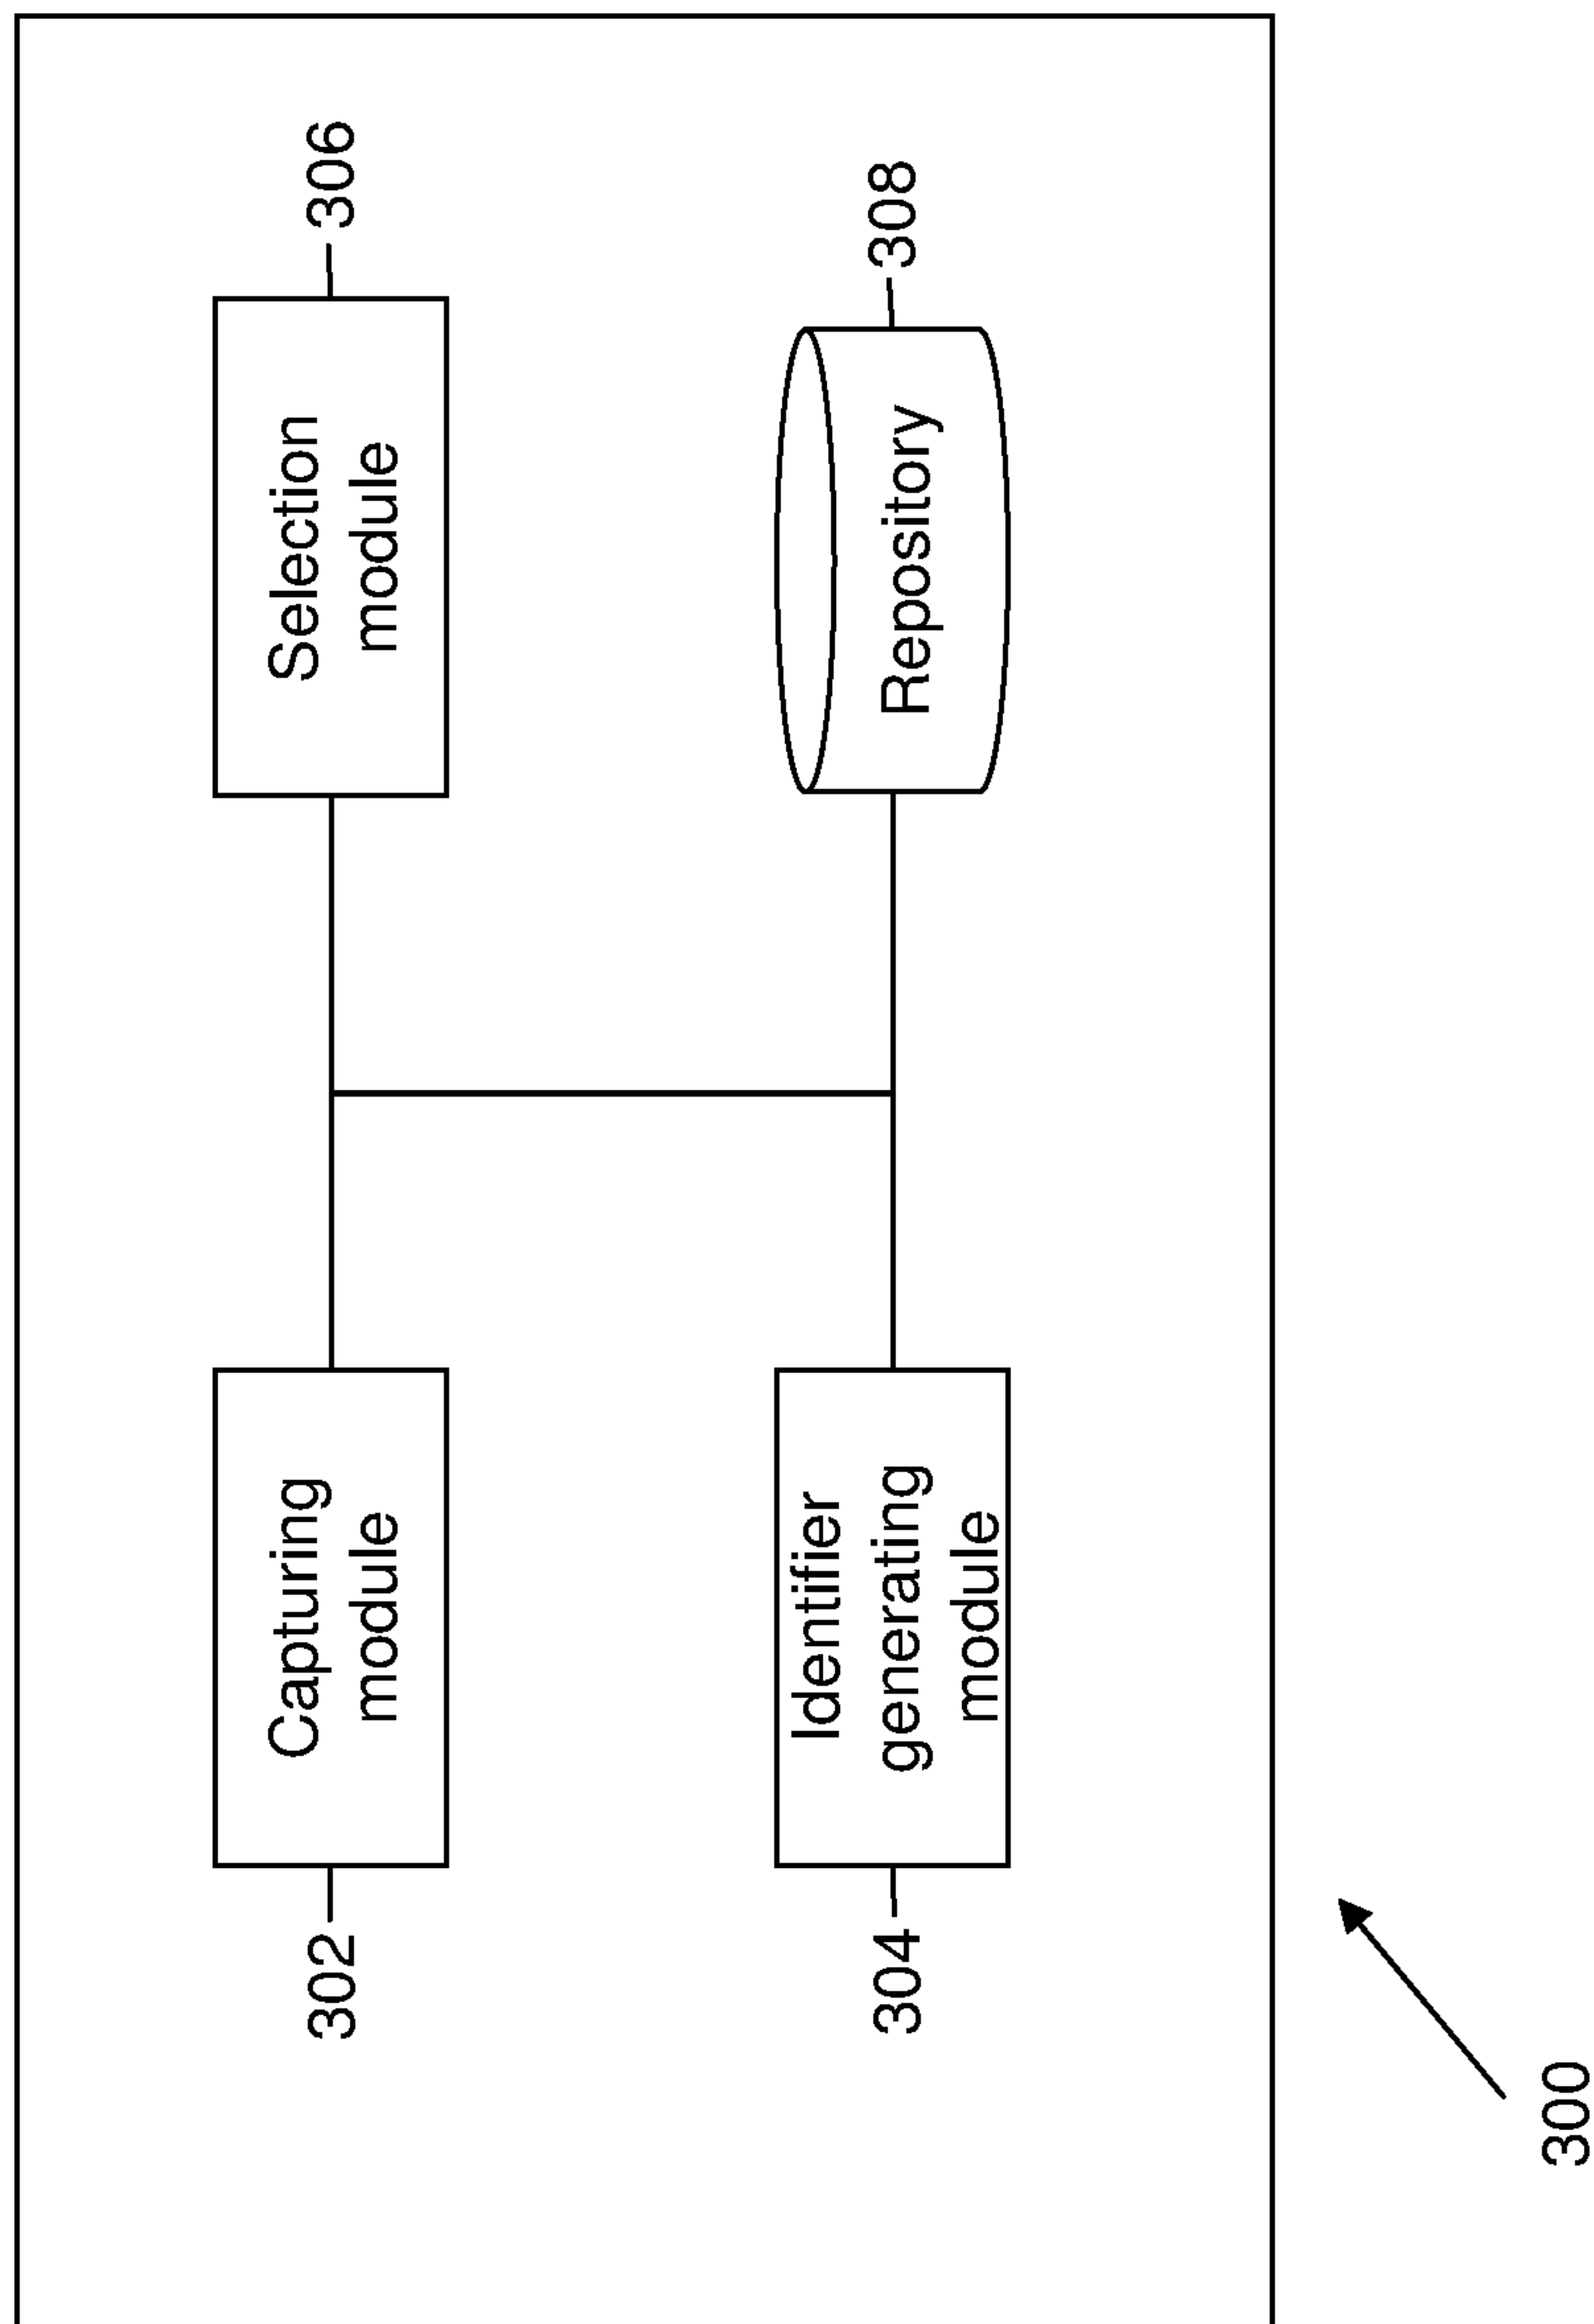 302
Capturing
module
Selection
module
306
304
Identifier
generating
module
Repository
308
300